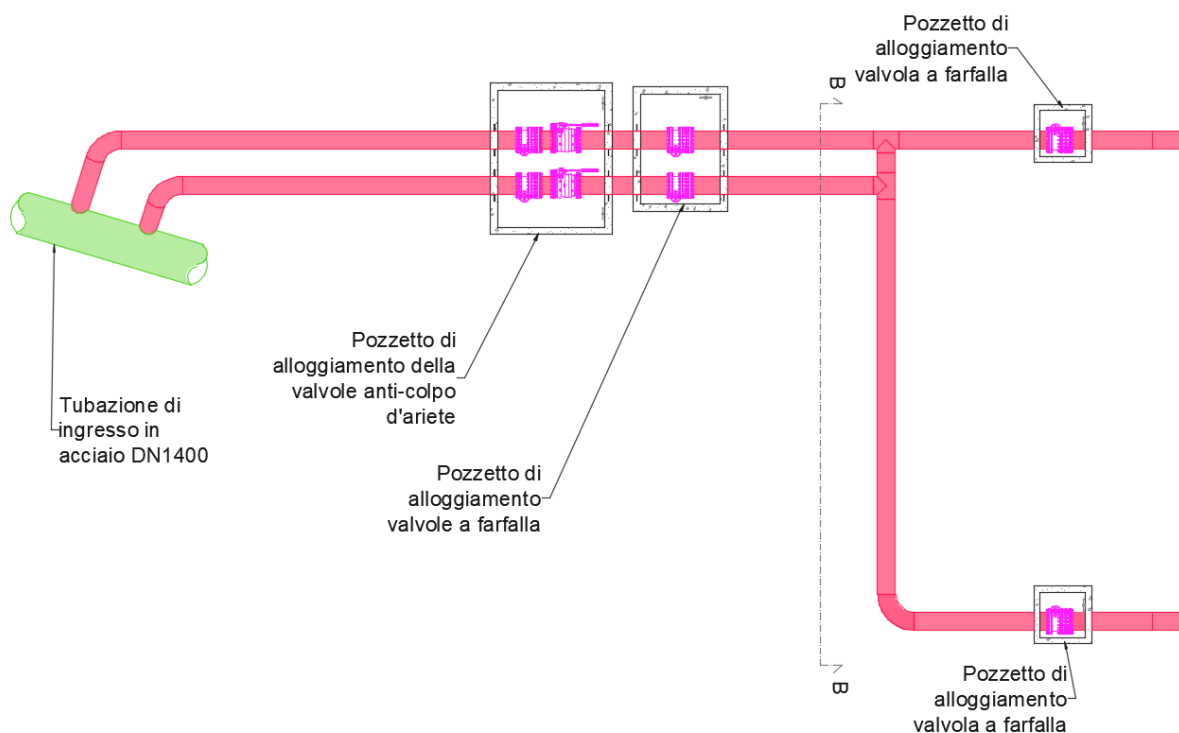 Pozzetto di
alloggiamento
valvola a farfalla
B
Pozzetto di
alloggiamento della
valvole anti-colpo
d'ariete
Tubazione di
ingresso in
acciaio DN1400
Pozzetto di
alloggiamento
valvole a farfalla
B
Pozzetto di
alloggiamento
valvola a farfalla